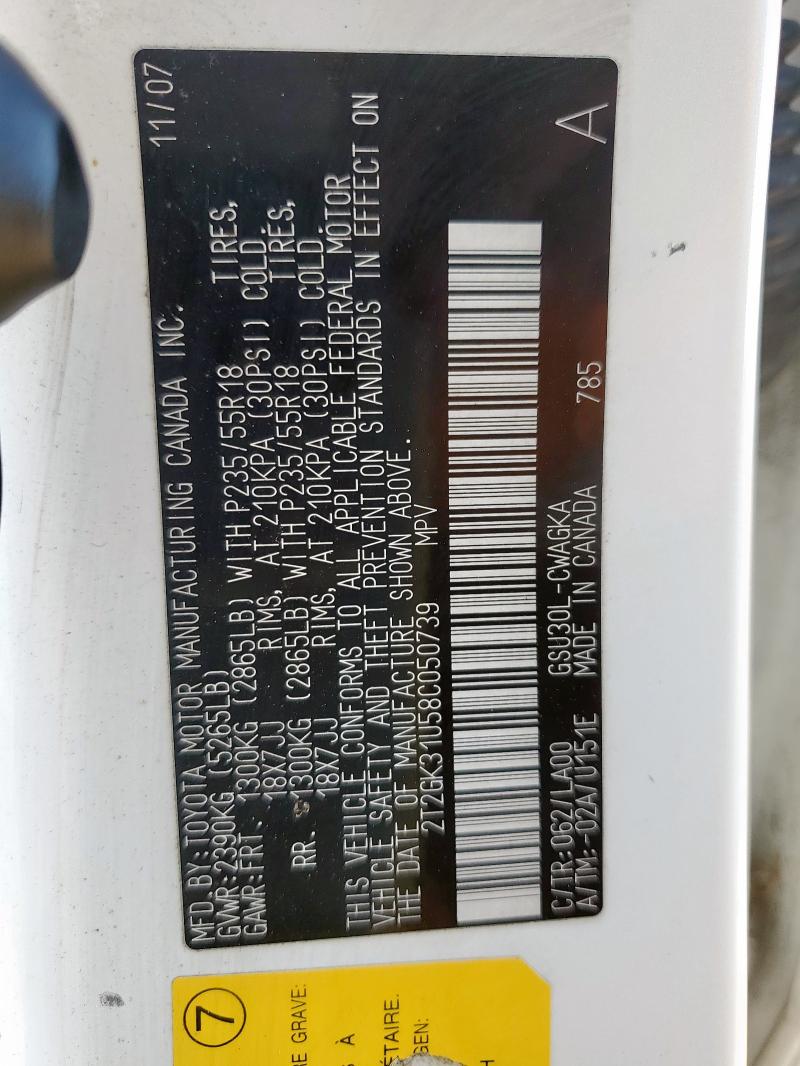 MFD.BY:TOYOTA MOTOR MANUFACTURING CANADA INC. 11/07
GVWR:2390KG (5265LB)
GAWR:FRT. 1300KG (2865LB) WITH P235/55R18 TIRES,
18X7JJ RIMS, AT 210KPA (30PSI) COLD.
RR. 1300KG (2865LB) WITH P235/55R18 TIRES,
18X7JJ RIMS, AT 210KPA (30PSI) COLD.
THIS VEHICLE CONFORMS TO ALL APPLICABLE FEDERAL MOTOR
VEHICLE SAFETY AND THEFT PREVENTION STANDARDS IN EFFECT ON
THE DATE OF MANUFACTURE SHOWN ABOVE.
2T2GK31U58C050739 MPV
C/TR:062/LA00 GSU30L-CWAGKA
A/TM:-02A/U151E MADE IN CANADA 785 A
7
RE GRAVE:
À
ÉTAIRE.
GEN:
H